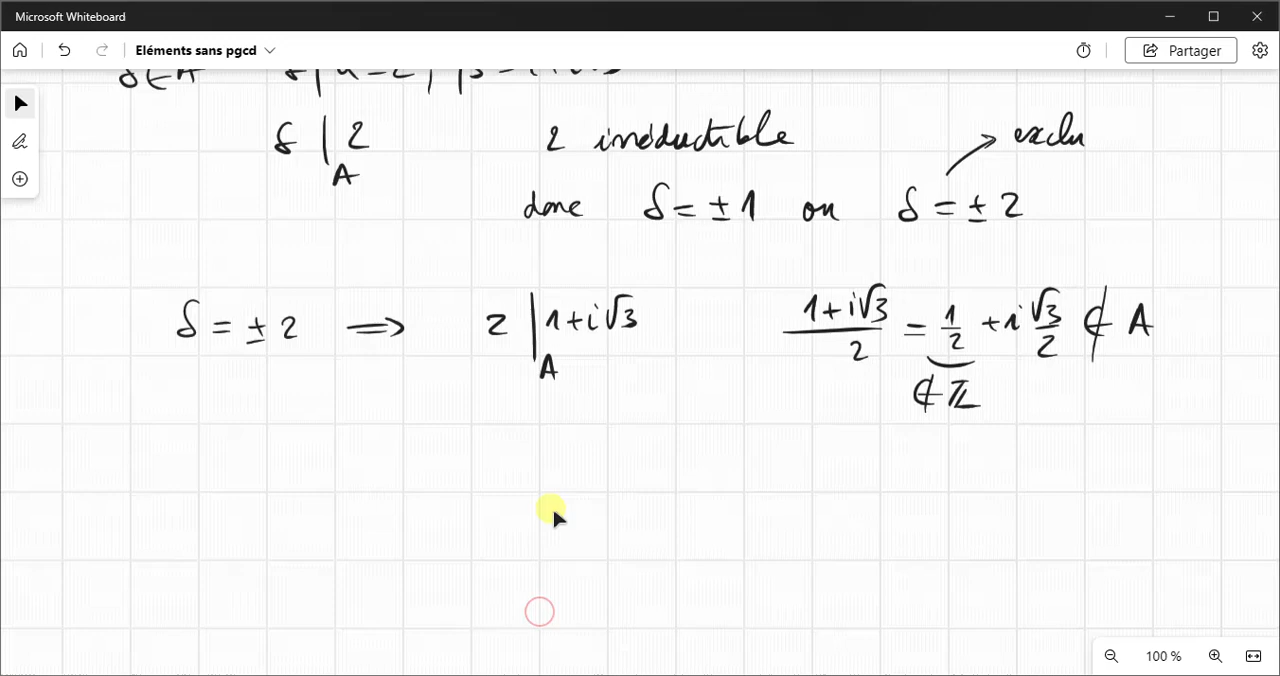 Microsoft Whiteboard
Eléments sans pgcd
Partager
δ | 2
A
2 irréductible
exclu
donc δ = ± 1 ou δ = ± 2
δ = ± 2 ⟹ 2 | 1+i√3
A
(1+i√3)/2 = 1/2 + i √3/2 ∉ A
∉ ℤ
100 %